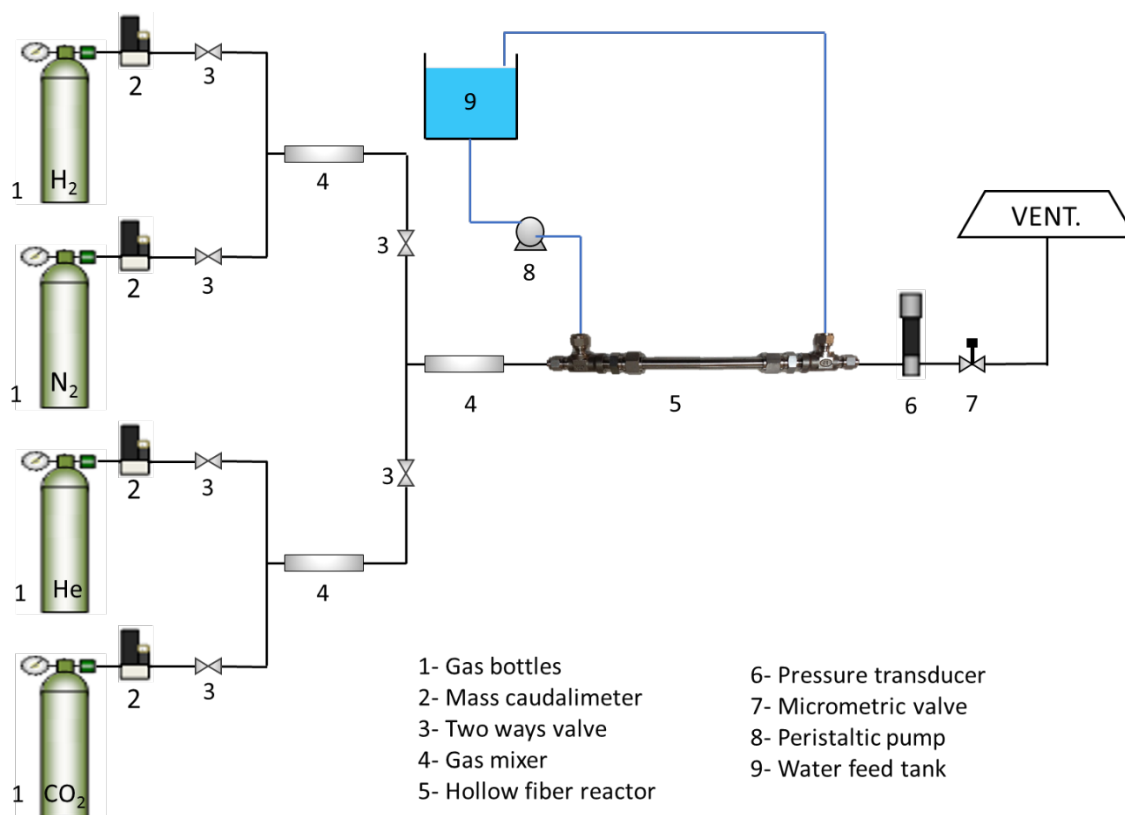 2
3
H₂
1
4
9
VENT.
3
8
2
3
N₂
1
4
5
6
7
2
3
3
He
1
4
2
3
CO₂
1
1- Gas bottles
2- Mass caudalimeter
3- Two ways valve
4- Gas mixer
5- Hollow fiber reactor
6- Pressure transducer
7- Micrometric valve
8- Peristaltic pump
9- Water feed tank